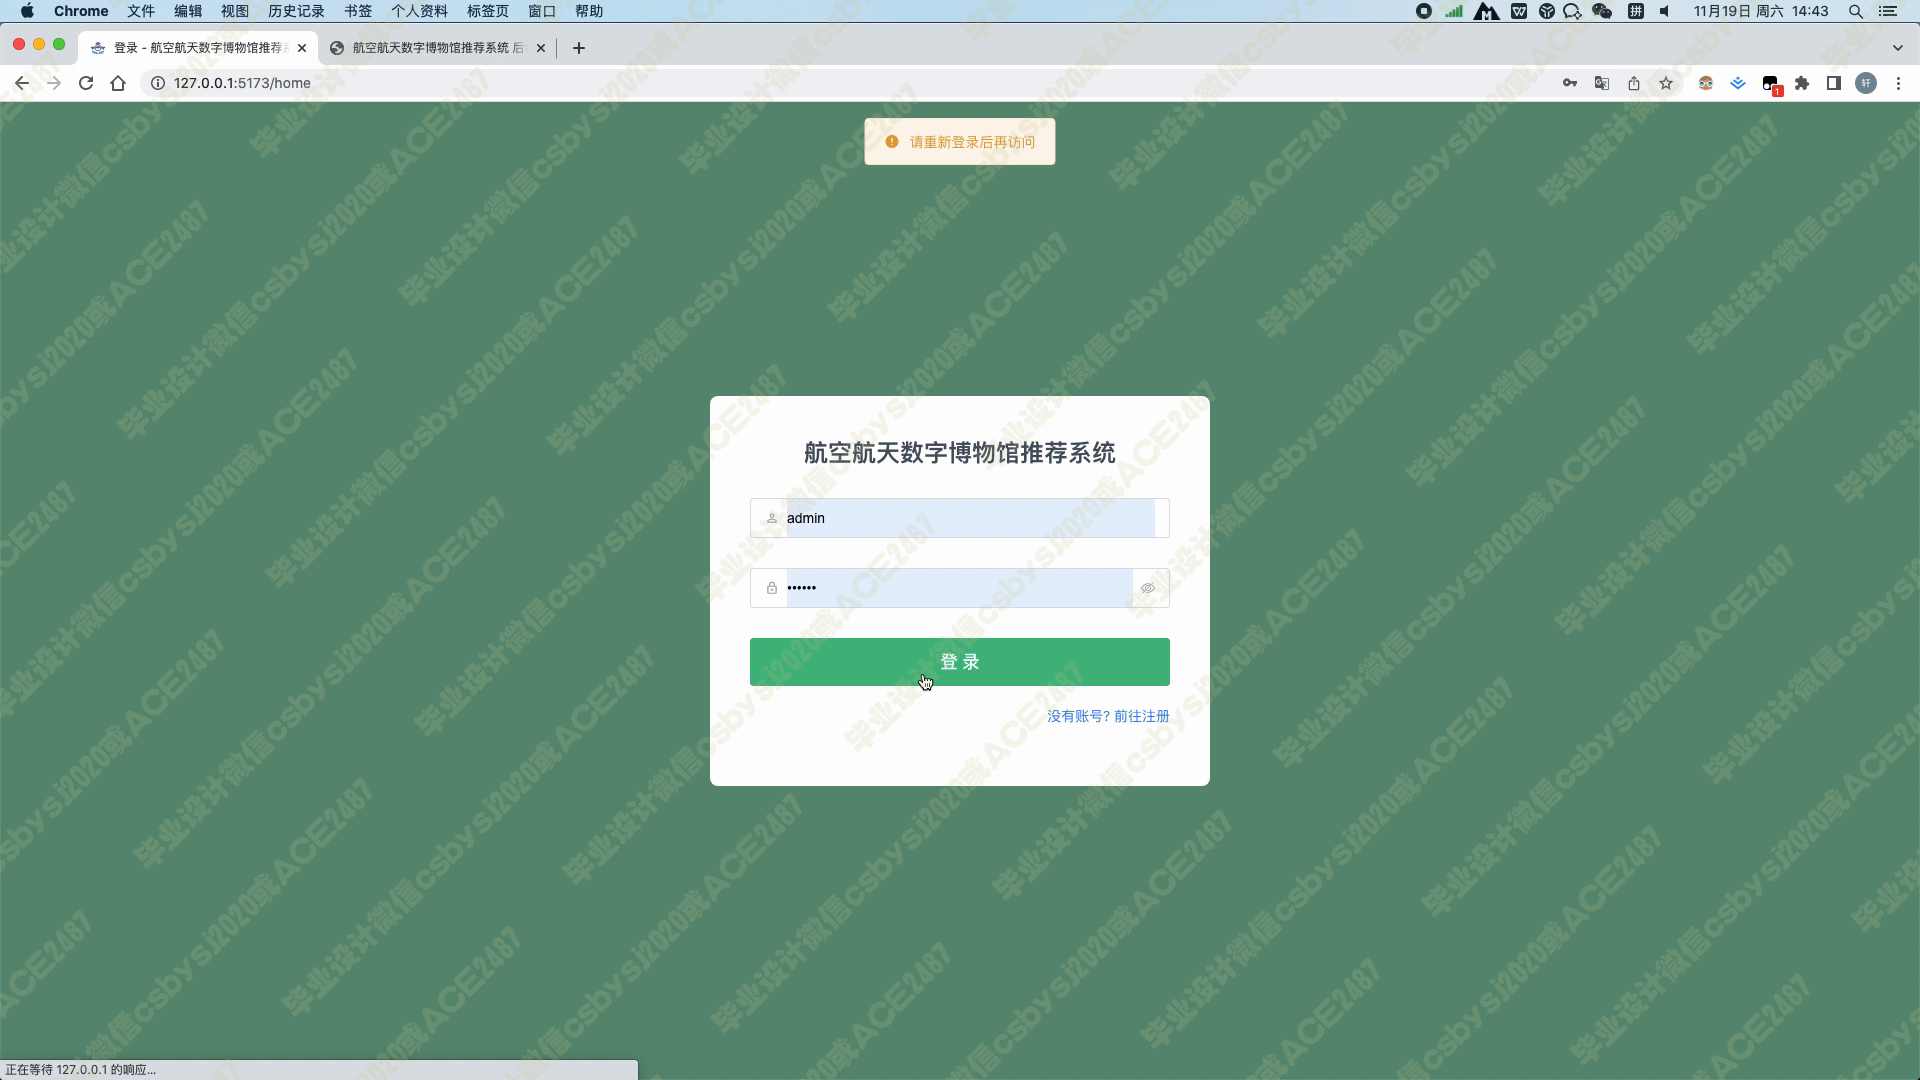 Chrome 文件 编辑 视图 历史记录 书签 个人资料 标签页 窗口 帮助 拼 11月19日 周六 14:43
登录 - 航空航天数字博物馆推荐系 航空航天数字博物馆推荐系统 后
127.0.0.1:5173/home 1 轩
请重新登录后再访问
航空航天数字博物馆推荐系统
admin
••••••
登 录
没有账号? 前往注册
正在等待 127.0.0.1 的响应...
毕业设计微信csbysj2020或ACE2487